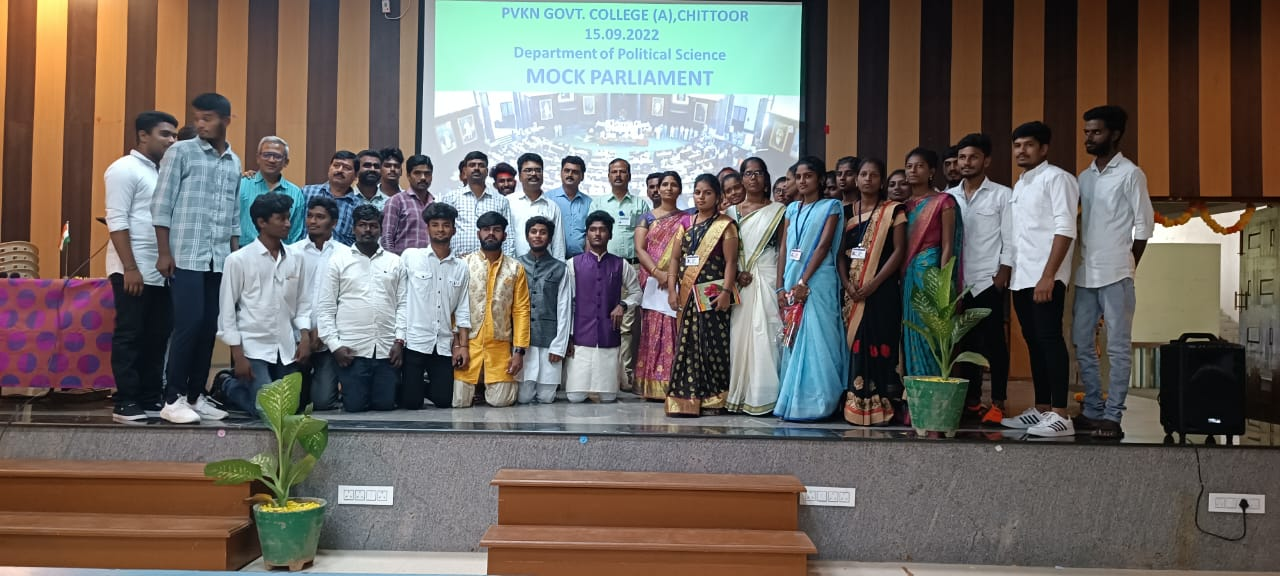 PVKN GOVT. COLLEGE (A),CHITTOOR
15.09.2022
Department of Political Science
MOCK PARLIAMENT